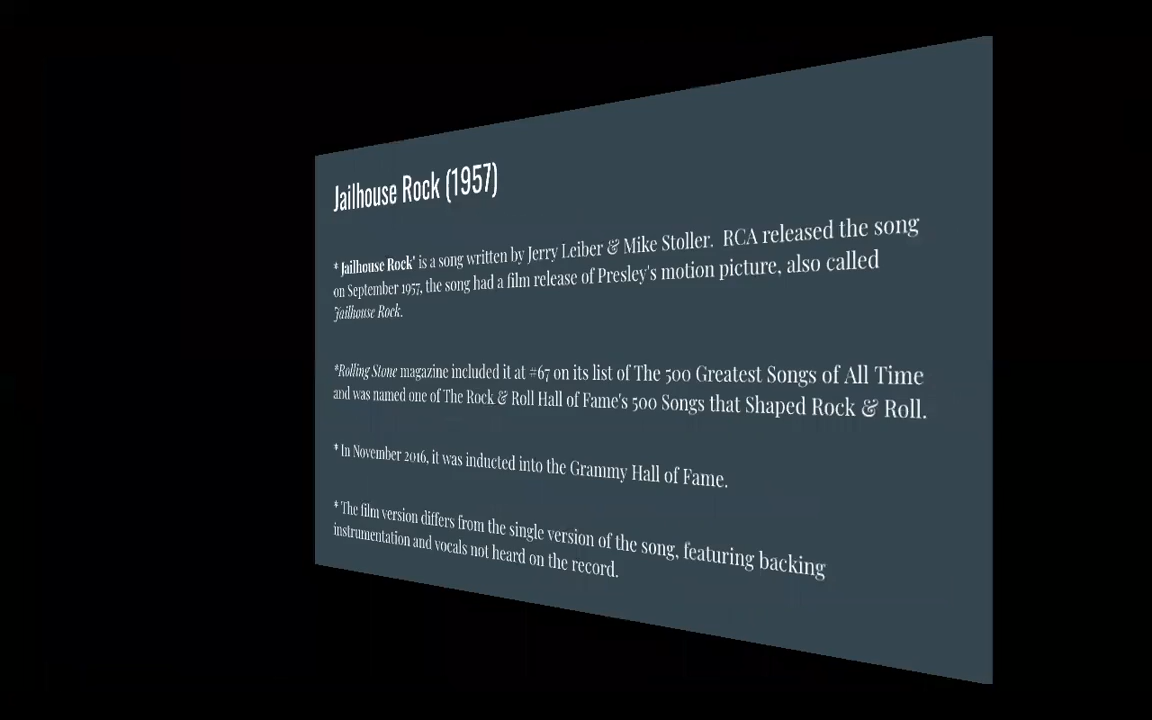 Jailhouse Rock (1957)
* Jailhouse Rock' is a song written by Jerry Leiber & Mike Stoller. RCA released the song
on September 1957, the song had a film release of Presley's motion picture, also called
Jailhouse Rock.
*Rolling Stone magazine included it at #67 on its list of The 500 Greatest Songs of All Time
and was named one of The Rock & Roll Hall of Fame's 500 Songs that Shaped Rock & Roll.
* In November 2016, it was inducted into the Grammy Hall of Fame.
* The film version differs from the single version of the song, featuring backing
instrumentation and vocals not heard on the record.